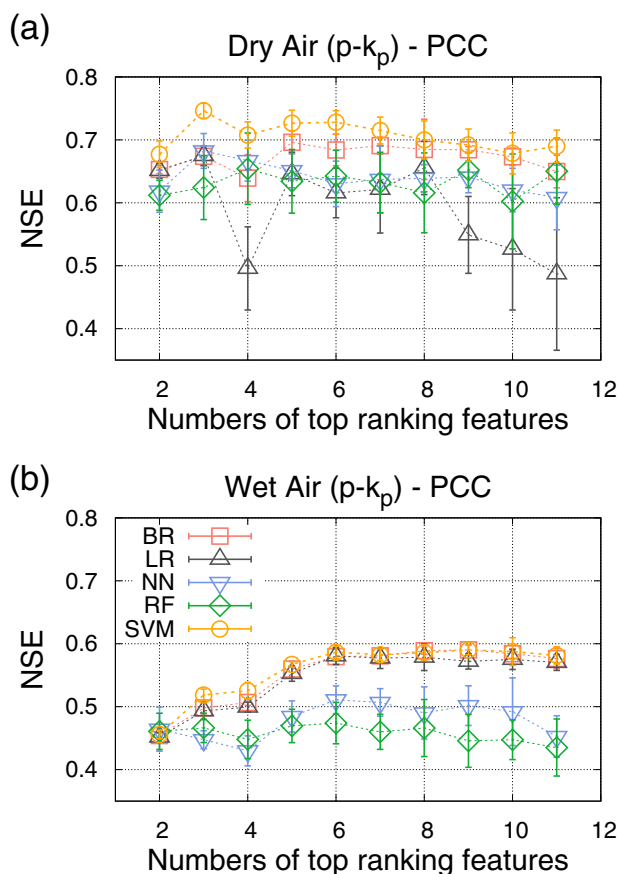 (a)
Dry Air (p-kp) - PCC
0.8
0.7
0.6
0.5
0.4
NSE
2 4 6 8 10 12
Numbers of top ranking features
(b)
Wet Air (p-kp) - PCC
0.8
0.7
0.6
0.5
0.4
NSE
BR
LR
NN
RF
SVM
2 4 6 8 10 12
Numbers of top ranking features